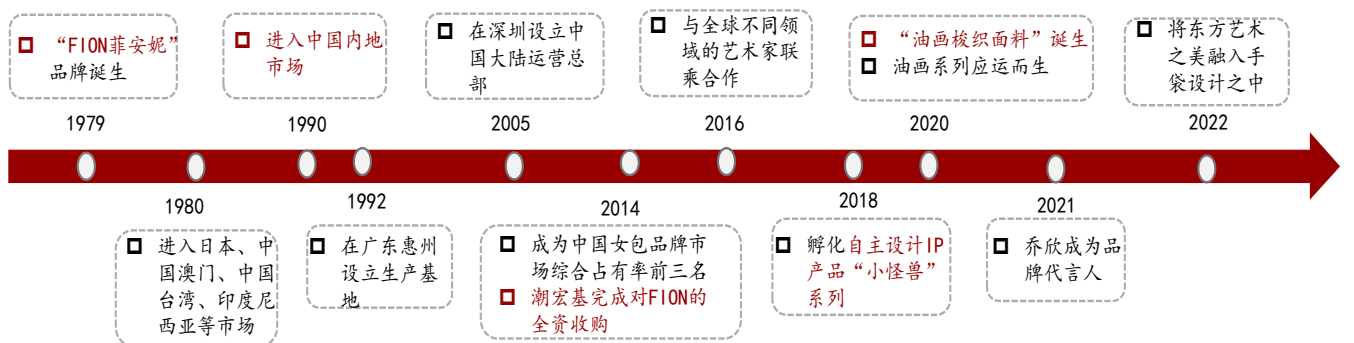 “FION菲安妮”
品牌诞生
进入中国内地
市场
在深圳设立中
国大陆运营总
部
与全球不同领
域的艺术家联
乘合作
“油画梭织面料”诞生
油画系列应运而生
将东方艺术
之美融入手
袋设计之中
1979
1990
2005
2016
2020
2022
1980
1992
2014
2018
2021
进入日本、中
国澳门、中国
台湾、印度尼
西亚等市场
在广东惠州
设立生产基
地
成为中国女包品牌市
场综合占有率前三名
潮宏基完成对FION的
全资收购
孵化自主设计IP
产品“小怪兽”
系列
乔欣成为品
牌代言人